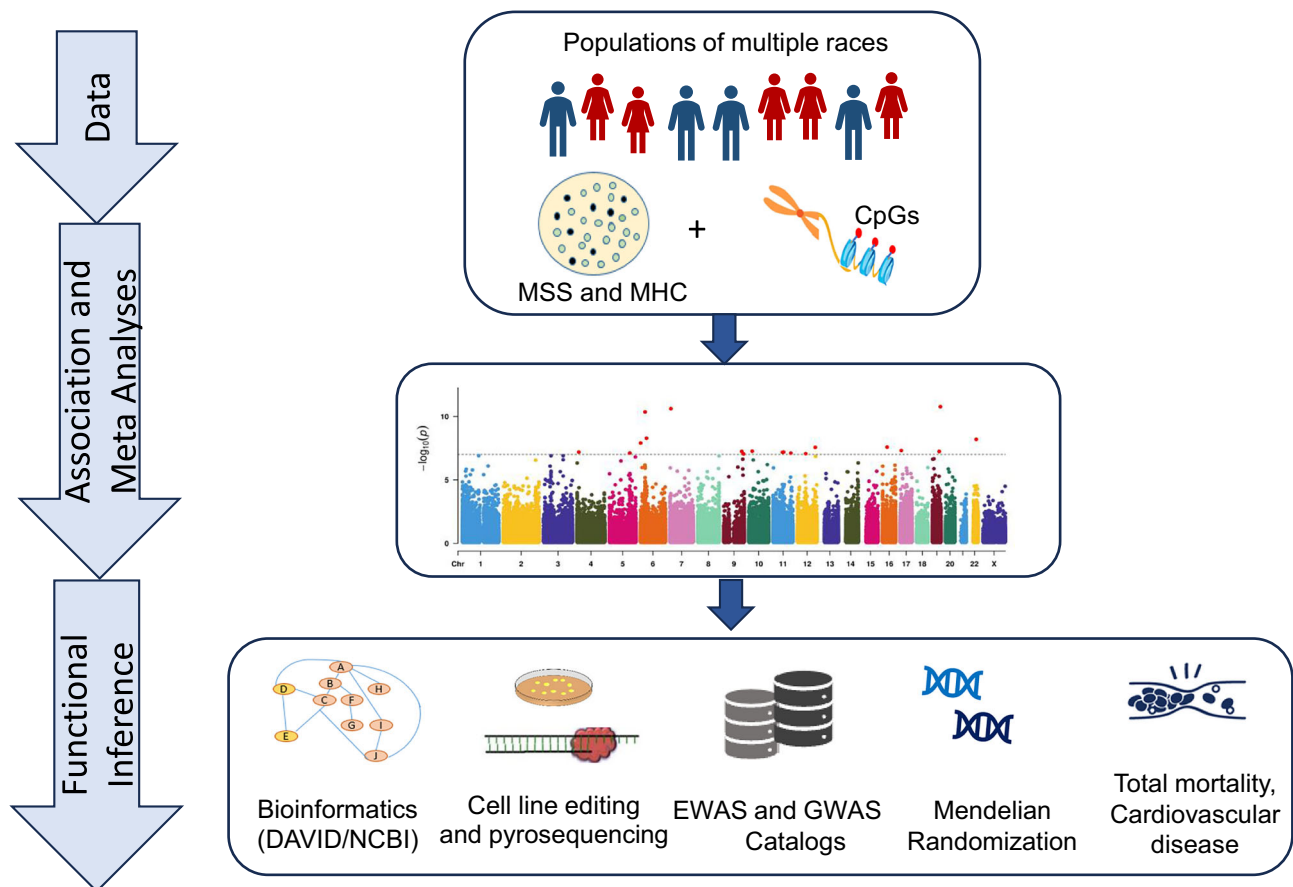 Data
Populations of multiple races
MSS and MHC
+
CpGs
Association and
Meta Analyses
-log10(p)
10
5
0
Chr 1 2 3 4 5 6 7 8 9 10 11 12 13 14 15 16 17 18 20 22 X
Functional
Inference
A
B
C
D
E
F
G
H
I
J
Bioinformatics
(DAVID/NCBI)
Cell line editing
and pyrosequencing
EWAS and GWAS
Catalogs
Mendelian
Randomization
Total mortality,
Cardiovascular
disease